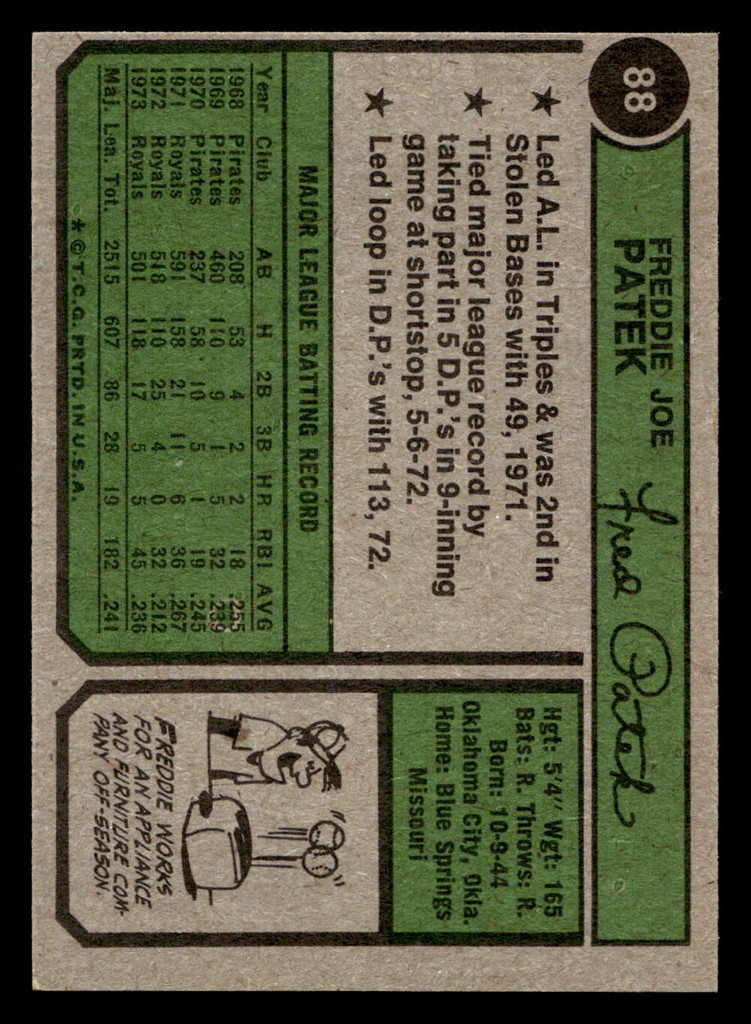 88
FREDDIE JOE
PATEK
Fred Patek
★ Led A.L. in Triples & was 2nd in
Stolen Bases with 49, 1971.
★ Tied major league record by
taking part in 5 D.P.'s in 9-inning
game at shortstop, 5-6-72.
★ Led loop in D.P.'s with 113, 72.
MAJOR LEAGUE BATTING RECORD
Year Club AB H 2B 3B HR RBI AVG
1968 Pirates 208 53 4 2 2 18 .255
1969 Pirates 460 110 9 1 5 32 .239
1970 Pirates 237 58 10 5 1 19 .245
1971 Royals 591 158 21 11 6 36 .267
1972 Royals 518 110 25 4 0 32 .212
1973 Royals 501 118 17 5 5 45 .236
Maj. Lea. Tot. 2515 607 86 28 19 182 .241
* © T.C.G. PRTD. IN U.S.A.
Hgt: 5'4" Wgt: 165
Bats: R. Throws: R.
Born: 10-9-44
Oklahoma City, Okla.
Home: Blue Springs
Missouri
FREDDIE WORKS
FOR AN APPLIANCE
AND FURNITURE COM-
PANY OFF-SEASON.